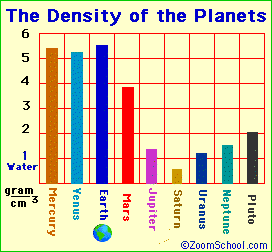 The Density of the Planets
6
5
4
3
2
1
Water
gram
cm 3
Mercury
Venus
Earth
Mars
Jupiter
Saturn
Uranus
Neptune
Pluto
©ZoomSchool.com